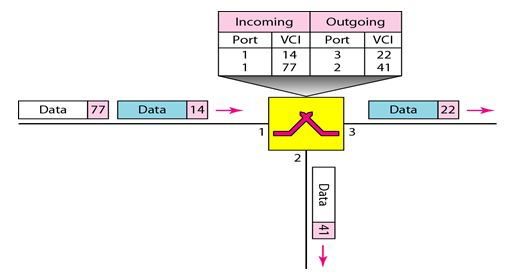 Incoming Outgoing
Port VCI Port VCI
1 14 3 22
1 77 2 41
Data 77 Data 14 Data 22
1 3
2
Data 41